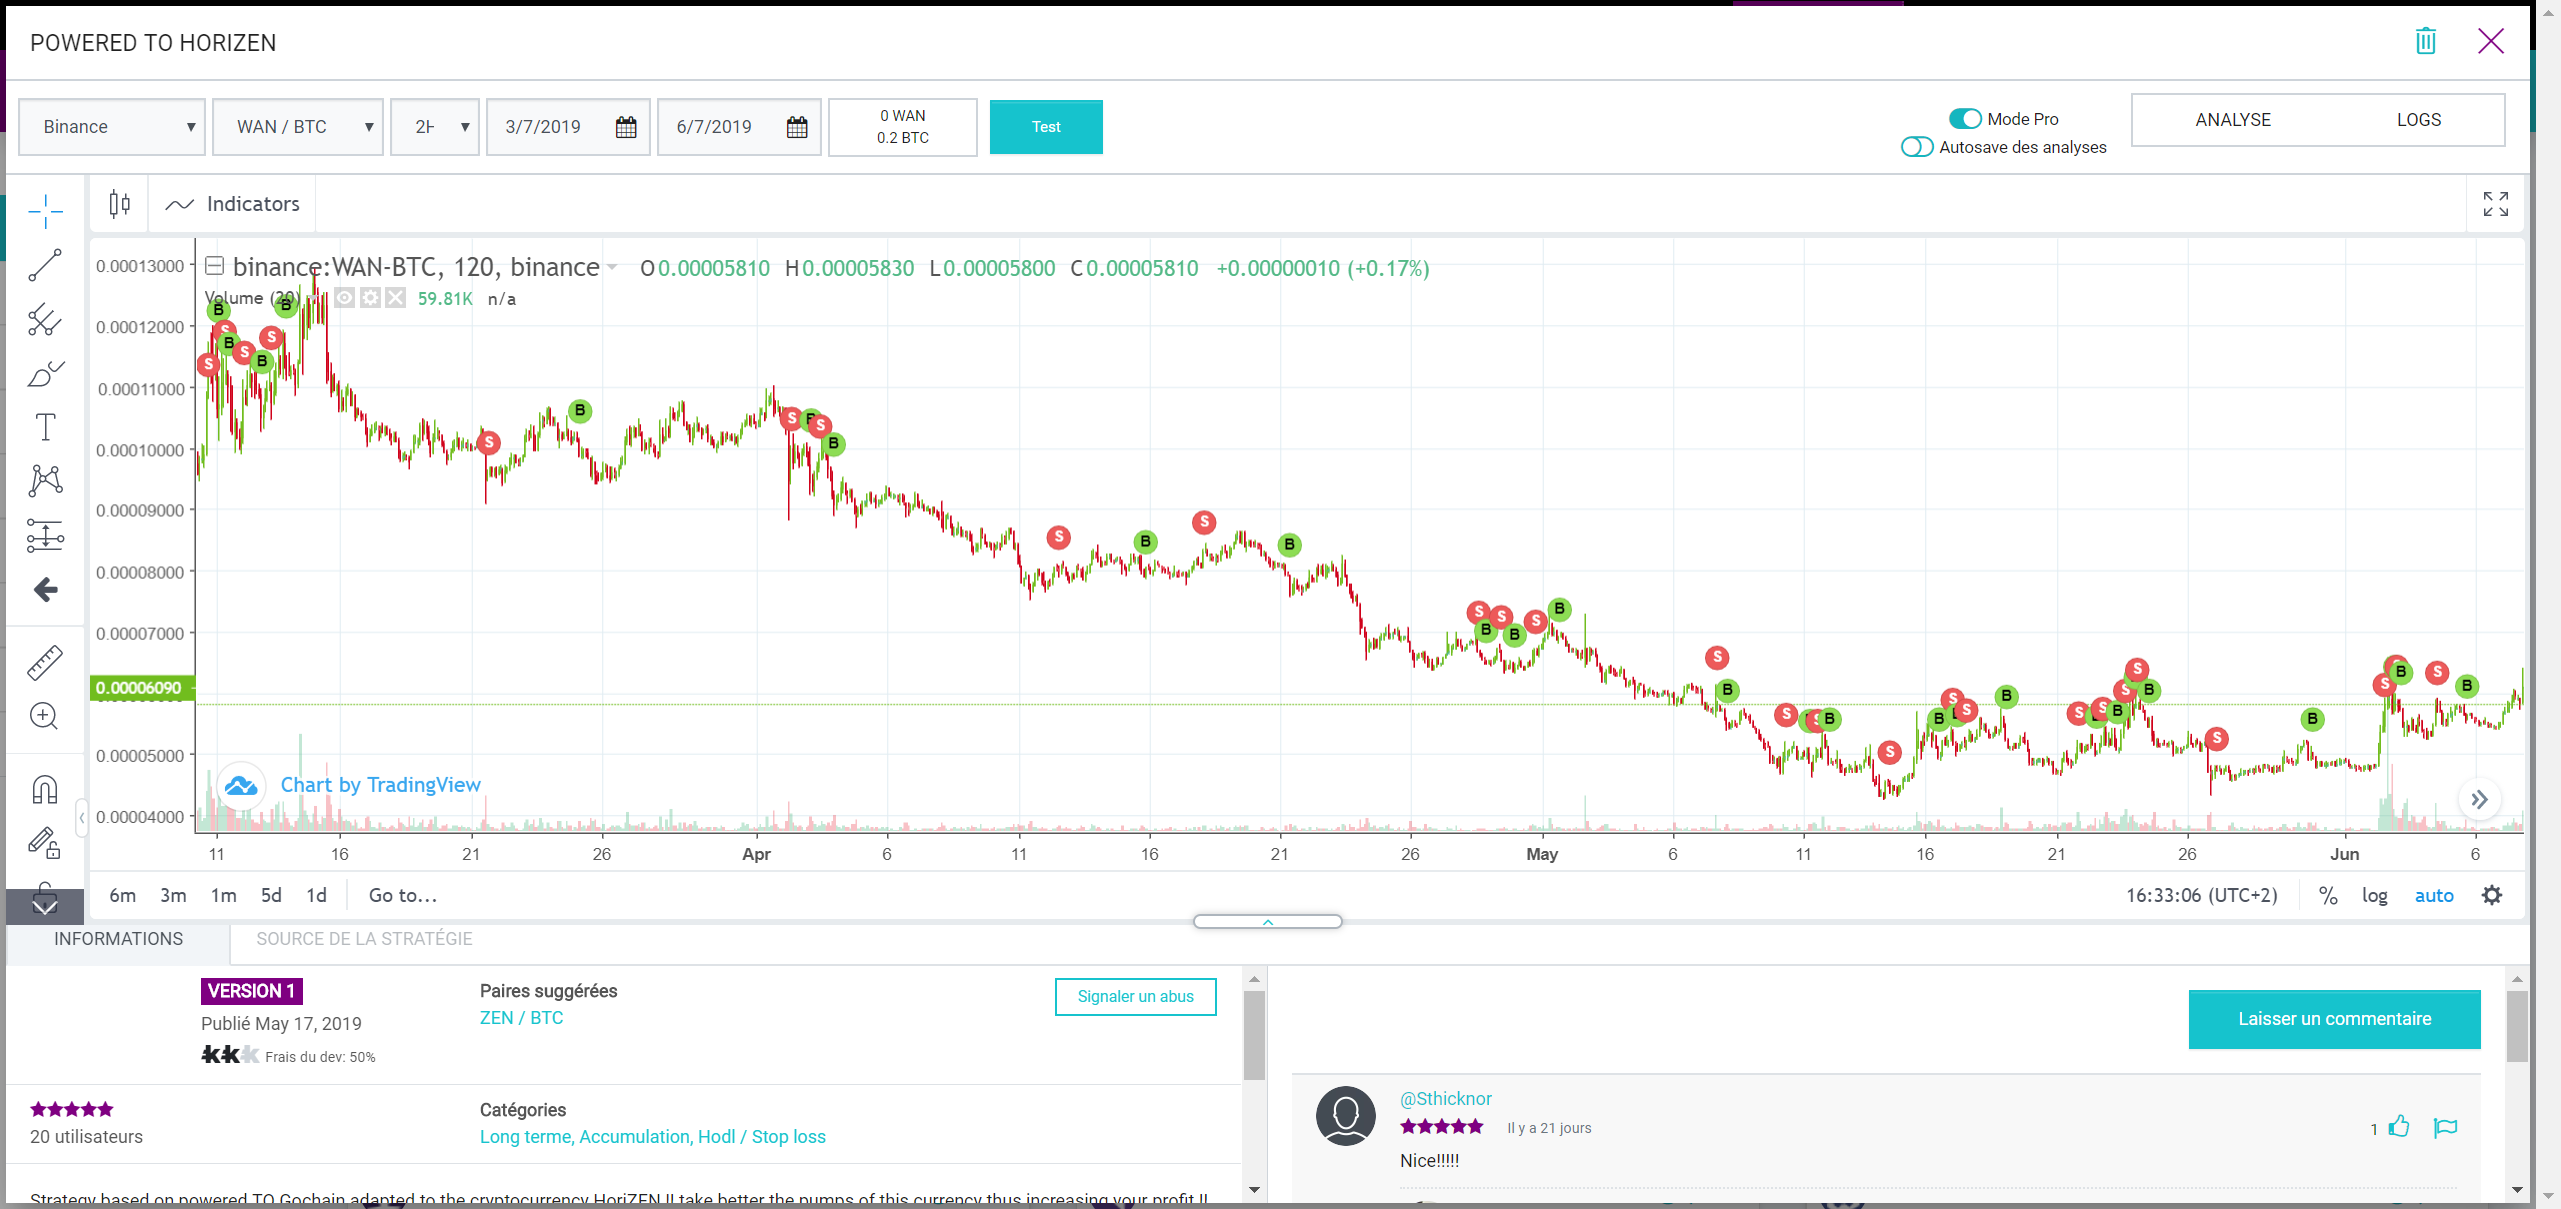 POWERED TO HORIZEN
Binance
WAN / BTC
2H
3/7/2019
6/7/2019
0 WAN
0.2 BTC
Test
Mode Pro
Autosave des analyses
ANALYSE
LOGS
Indicators
binance:WAN-BTC, 120, binance
O0.00005810 H0.00005830 L0.00005800 C0.00005810 +0.00000010 (+0.17%)
Volume (20) 59.81K n/a
0.00013000
0.00012000
0.00011000
0.00010000
0.00009000
0.00008000
0.00007000
0.00006090
0.00005000
0.00004000
Chart by TradingView
11 16 21 26 Apr 6 11 16 21 26 May 6 11 16 21 26 Jun 6
6m 3m 1m 5d 1d Go to...
16:33:06 (UTC+2) % log auto
INFORMATIONS
SOURCE DE LA STRATÉGIE
VERSION 1
Publié May 17, 2019
Frais du dev: 50%
Paires suggérées
ZEN / BTC
Signaler un abus
20 utilisateurs
Catégories
Long terme, Accumulation, Hodl / Stop loss
Strategy based on powered TO Gochain adapted to the cryptocurrency HoriZEN !! take better the pumps of this currency thus increasing your profit !!
Laisser un commentaire
@Sthicknor
Il y a 21 jours
1
Nice!!!!!